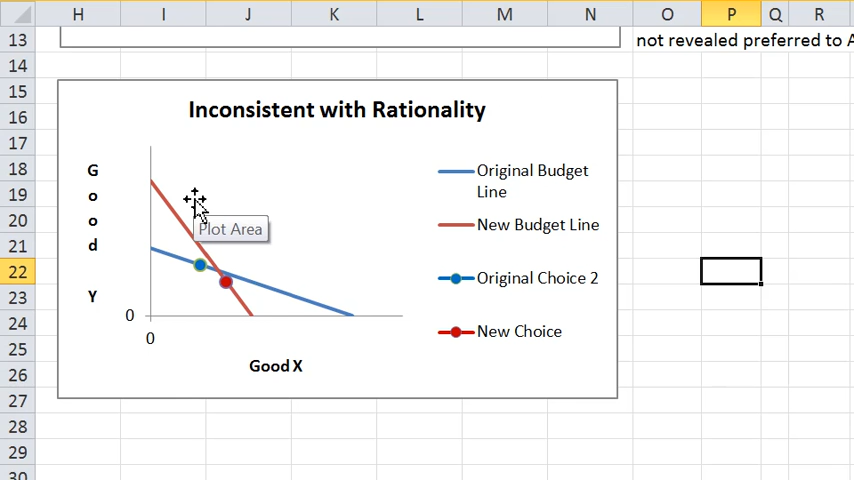 H I J K L M N O P Q R
13 not revealed preferred to A
14
15
16
17
18
19
20
21
22
23
24
25
26
27
28
29
30
Inconsistent with Rationality
Good Y
Original Budget
Line
New Budget Line
Plot Area
Original Choice 2
New Choice
0
0
Good X